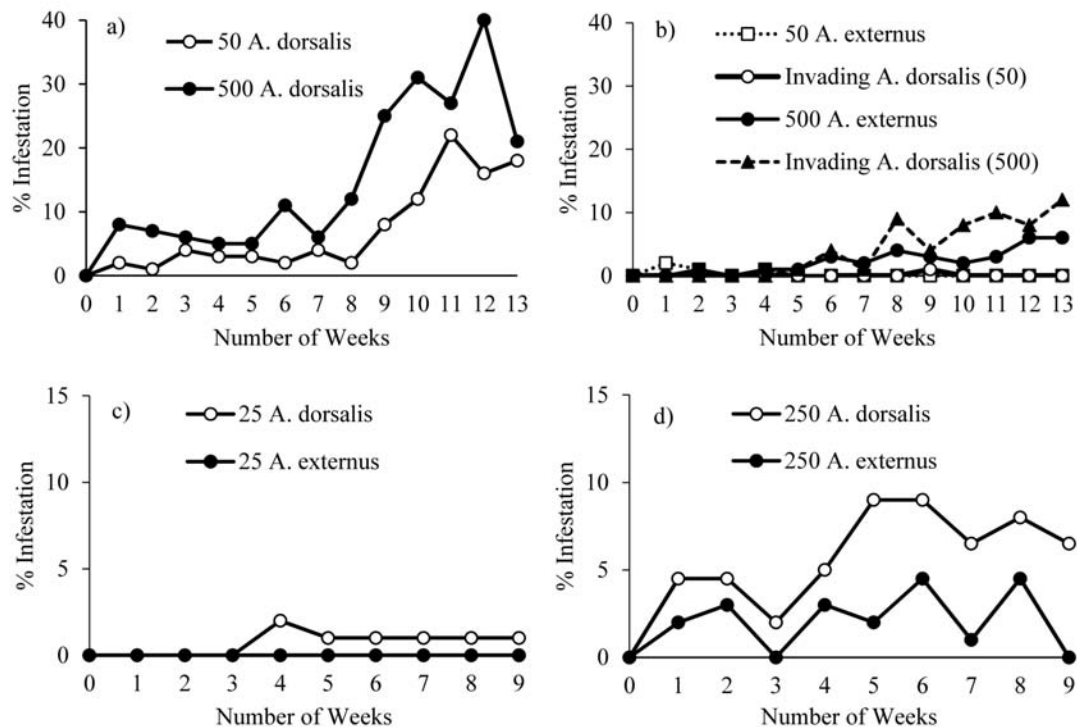 a)
50 A. dorsalis
500 A. dorsalis
% Infestation
40
30
20
10
0
0 1 2 3 4 5 6 7 8 9 10 11 12 13
Number of Weeks
b)
50 A. externus
Invading A. dorsalis (50)
500 A. externus
Invading A. dorsalis (500)
% Infestation
40
30
20
10
0
0 1 2 3 4 5 6 7 8 9 10 11 12 13
Number of Weeks
c)
25 A. dorsalis
25 A. externus
% Infestation
15
10
5
0
0 1 2 3 4 5 6 7 8 9
Number of Weeks
d)
250 A. dorsalis
250 A. externus
% Infestation
15
10
5
0
0 1 2 3 4 5 6 7 8 9
Number of Weeks